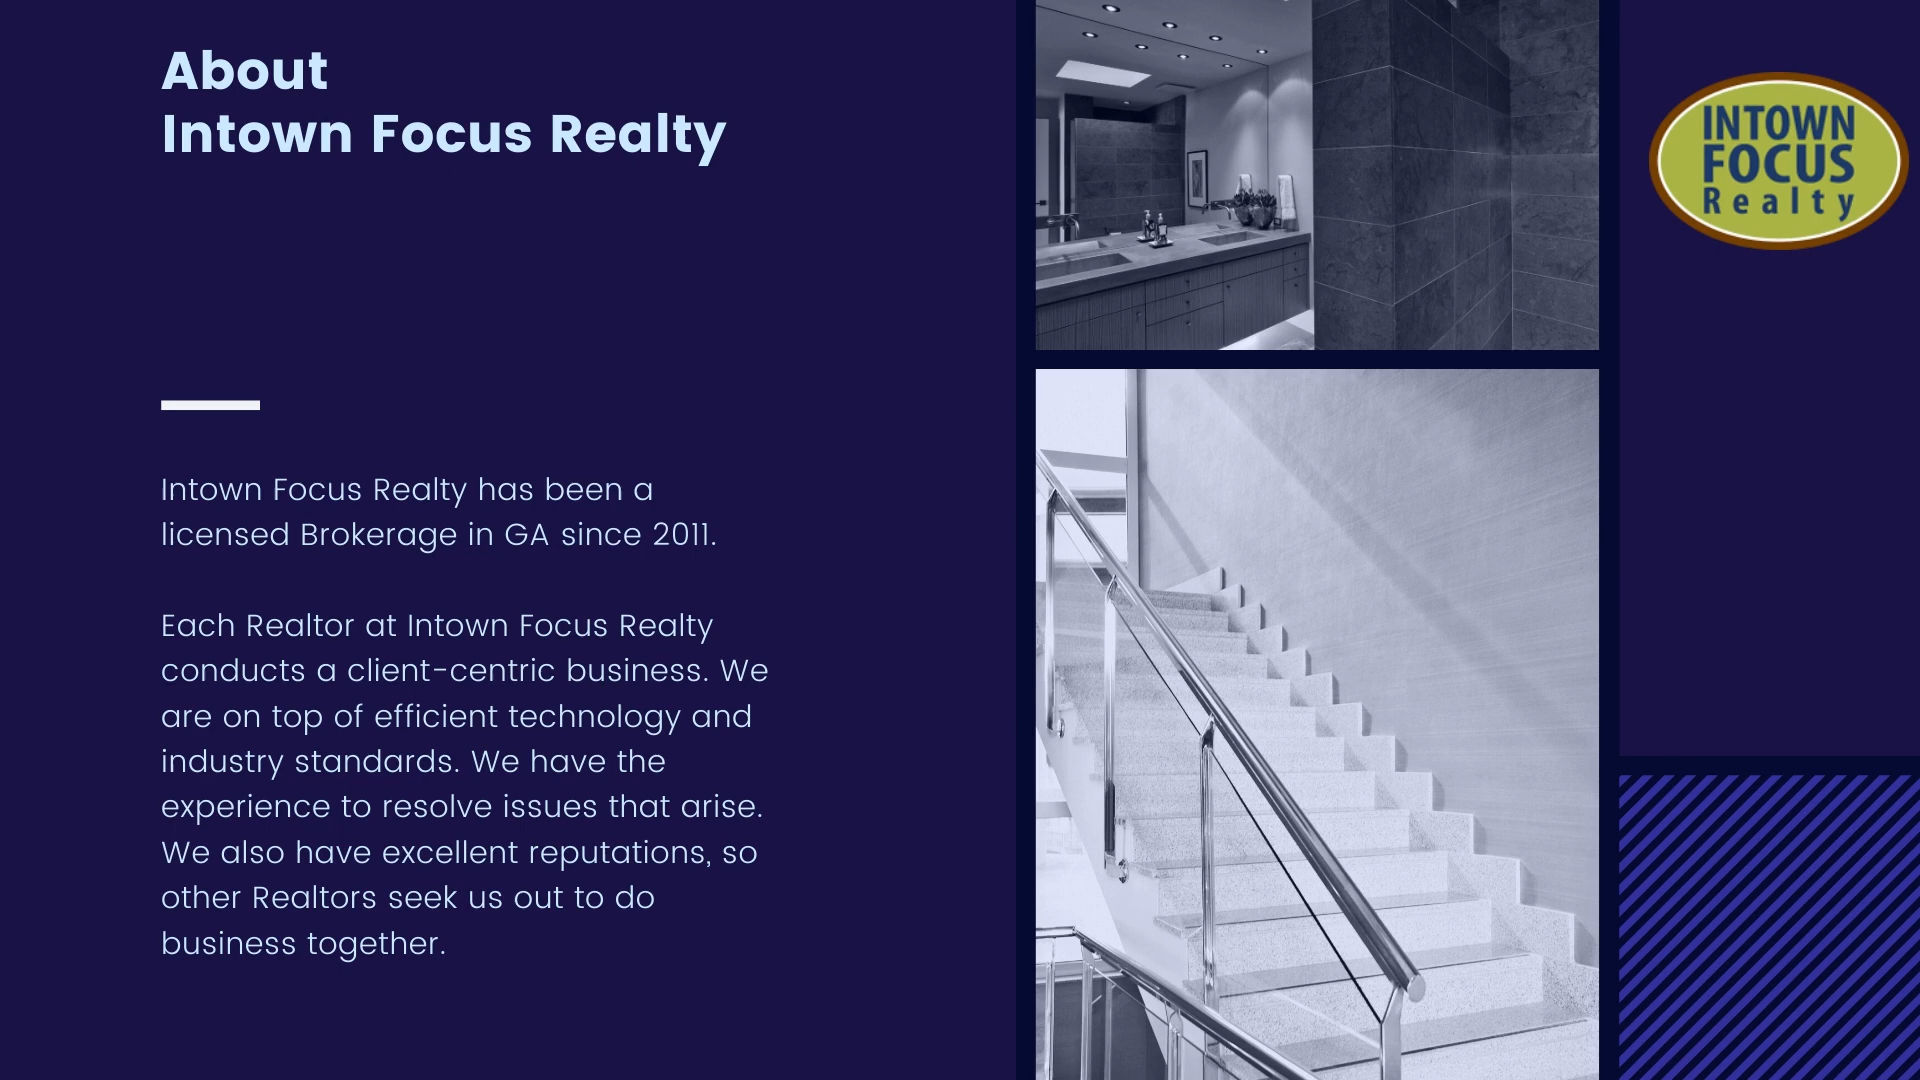 About
Intown Focus Realty
Intown Focus Realty has been a
licensed Brokerage in GA since 2011.
Each Realtor at Intown Focus Realty
conducts a client-centric business. We
are on top of efficient technology and
industry standards. We have the
experience to resolve issues that arise.
We also have excellent reputations, so
other Realtors seek us out to do
business together.
INTOWN
FOCUS
Realty